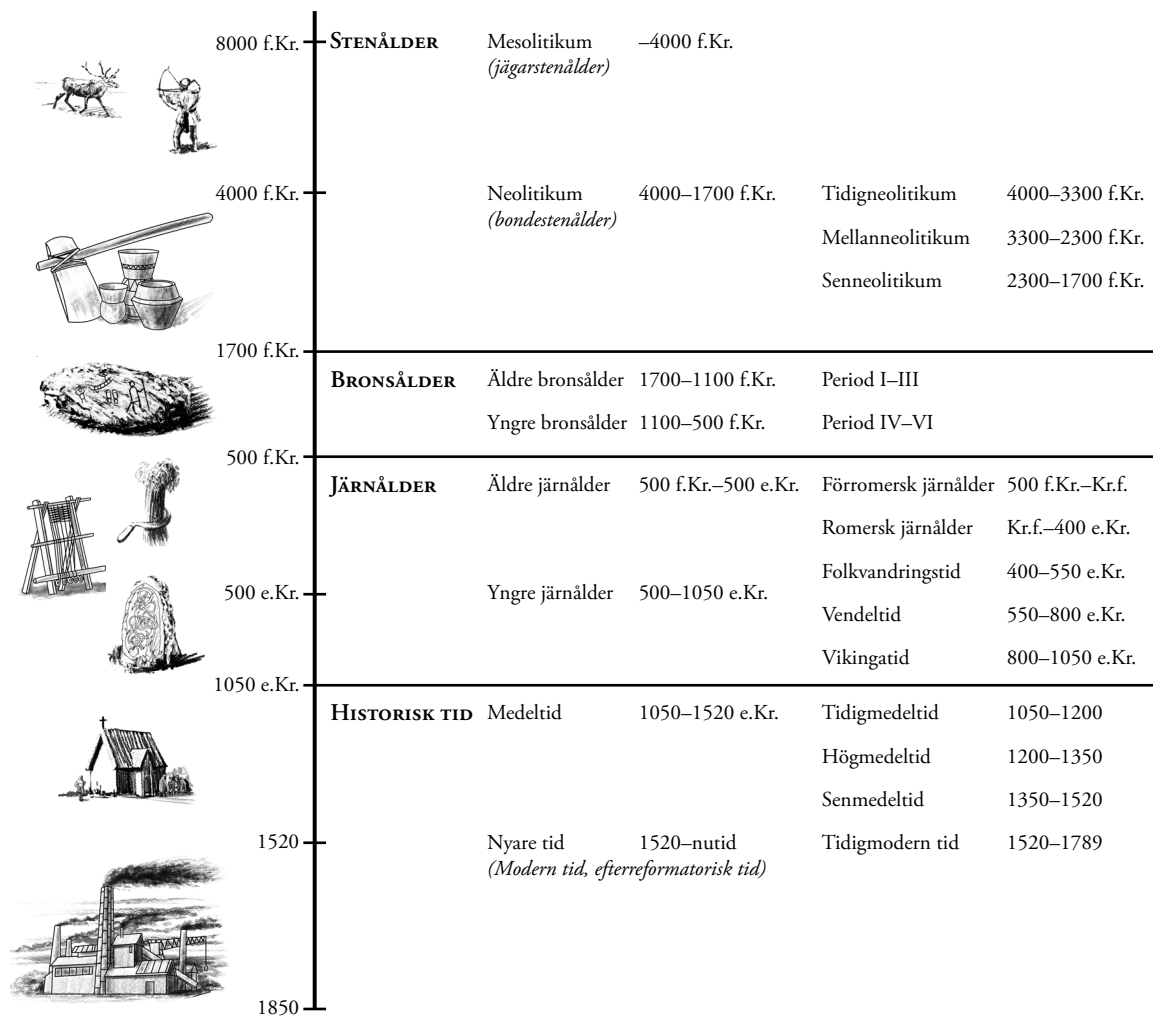 8000 f.Kr. STENÅLDER Mesolitikum –4000 f.Kr.
(jägarstenålder)
4000 f.Kr. Neolitikum 4000–1700 f.Kr. Tidigneolitikum 4000–3300 f.Kr.
(bondestenålder)
Mellanneolitikum 3300–2300 f.Kr.
Senneolitikum 2300–1700 f.Kr.
1700 f.Kr.
BRONSÅLDER Äldre bronsålder 1700–1100 f.Kr. Period I–III
Yngre bronsålder 1100–500 f.Kr. Period IV–VI
500 f.Kr.
JÄRNÅLDER Äldre järnålder 500 f.Kr.–500 e.Kr. Förromersk järnålder 500 f.Kr.–Kr.f.
Romersk järnålder Kr.f.–400 e.Kr.
Folkvandringstid 400–550 e.Kr.
500 e.Kr. Yngre järnålder 500–1050 e.Kr.
Vendeltid 550–800 e.Kr.
Vikingatid 800–1050 e.Kr.
1050 e.Kr.
HISTORISK TID Medeltid 1050–1520 e.Kr. Tidigmedeltid 1050–1200
Högmedeltid 1200–1350
Senmedeltid 1350–1520
1520 Nyare tid 1520–nutid Tidigmodern tid 1520–1789
(Modern tid, efterreformatorisk tid)
1850